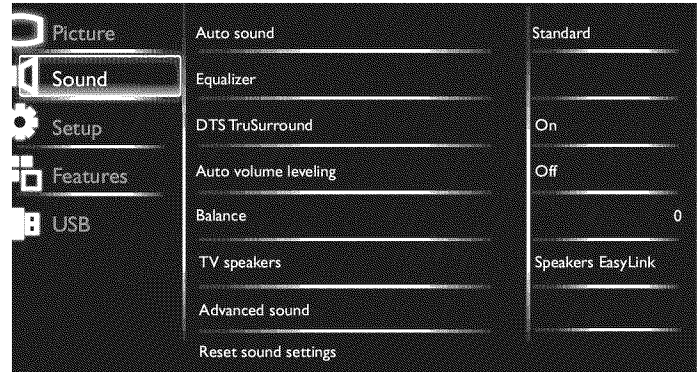 Picture
Sound
Setup
Features
USB
Auto sound Standard
Equalizer
DTS TruSurround On
Auto volume leveling Off
Balance 0
TV speakers Speakers EasyLink
Advanced sound
Reset sound settings